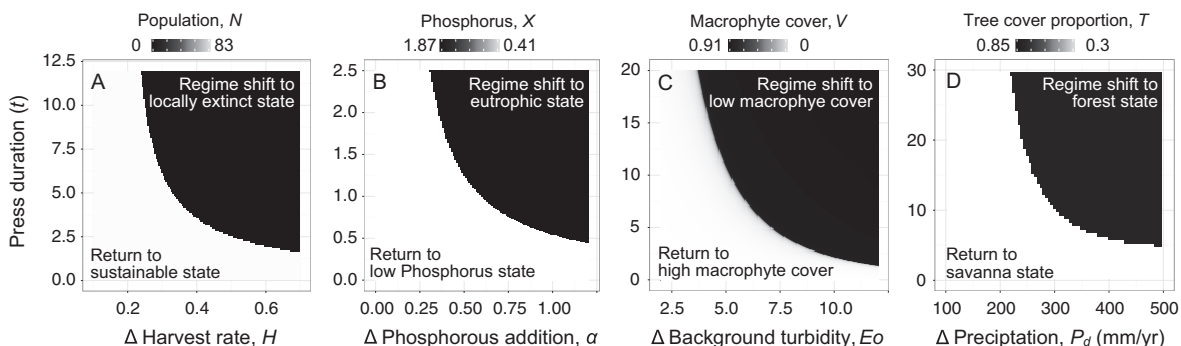 Population, N
0 83
Phosphorus, X
1.87 0.41
Macrophyte cover, V
0.91 0
Tree cover proportion, T
0.85 0.3
Press duration (t)
12.5
10.0
7.5
5.0
2.5
0.0
A
Regime shift to
locally extinct state
Return to
sustainable state
0.2 0.4 0.6
Δ Harvest rate, H
2.5
2.0
1.5
1.0
0.5
0.0
B
Regime shift to
eutrophic state
Return to
low Phosphorus state
0.00 0.25 0.50 0.75 1.00
Δ Phosphorous addition, α
20
15
10
5
0
C
Regime shift to
low macrophye cover
Return to
high macrophyte cover
2.5 5.0 7.5 10.0
Δ Background turbidity, Eo
30
20
10
0
D
Regime shift to
forest state
Return to
savanna state
100 200 300 400 500
Δ Preciptation, P_d (mm/yr)